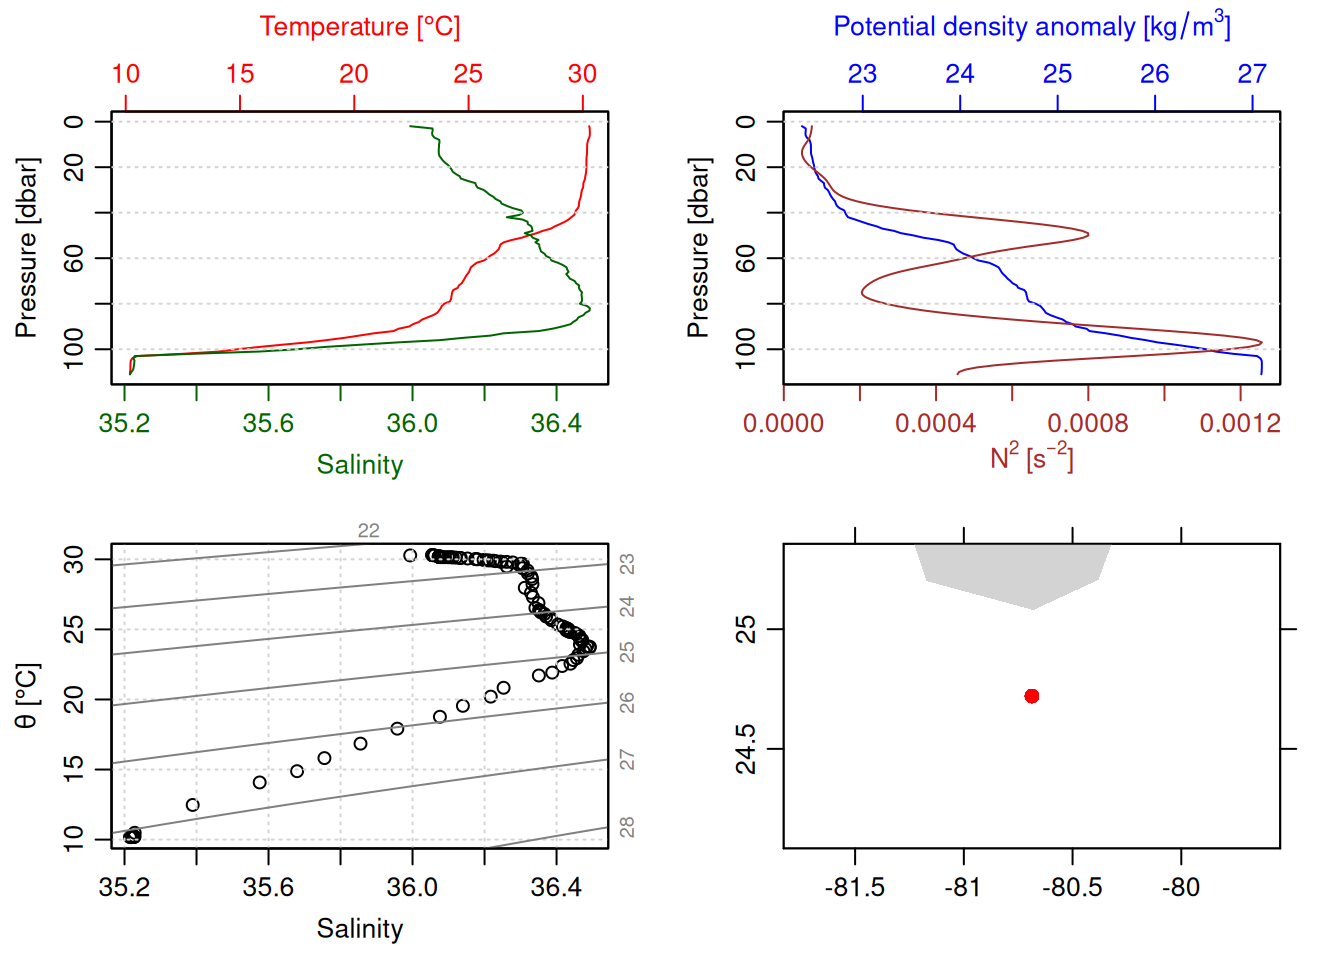 Temperature [°C]
10 15 20 25 30
Pressure [dbar]
0
20
60
100
35.2 35.6 36.0 36.4
Salinity
Potential density anomaly [kg/m³]
23 24 25 26 27
Pressure [dbar]
0
20
60
100
0.0000 0.0004 0.0008 0.0012
N² [s⁻²]
22
23
24
25
26
27
28
θ [°C]
30
25
20
15
10
35.2 35.6 36.0 36.4
Salinity
25
24.5
-81.5 -81 -80.5 -80